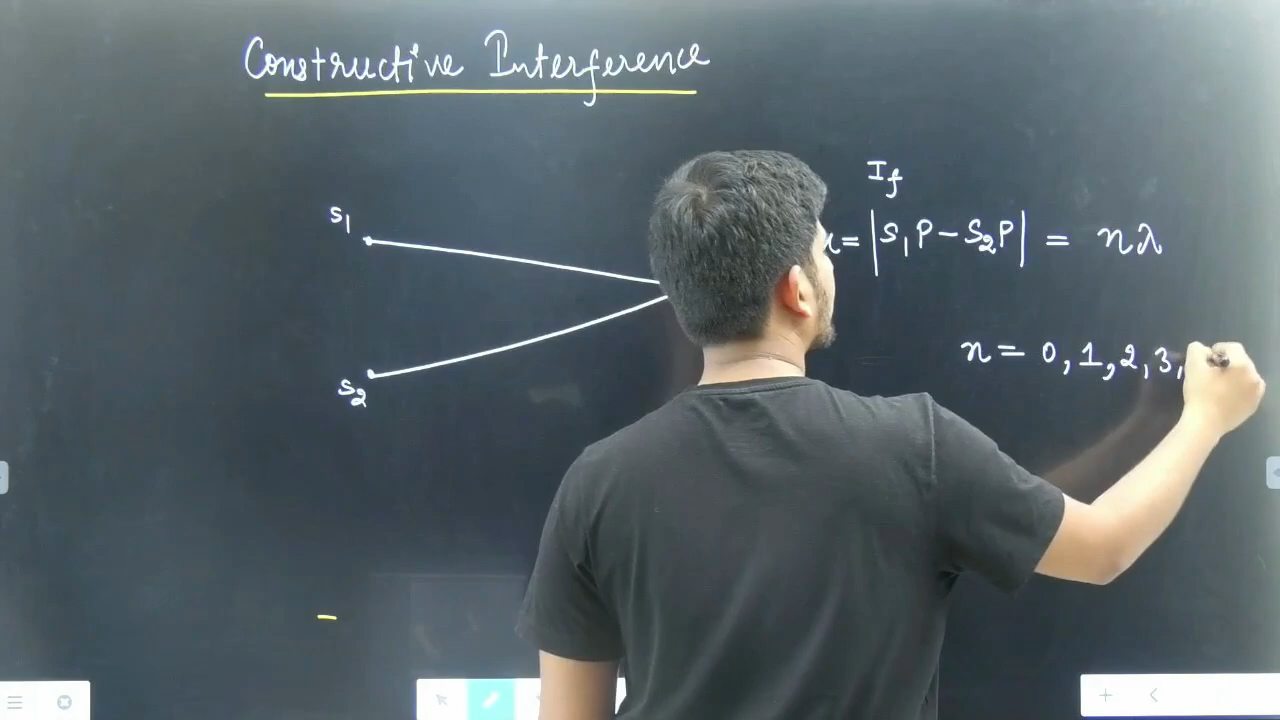 Constructive Interference
If
S₁
= |S₁P - S₂P| = nλ
n = 0, 1, 2, 3,
S₂